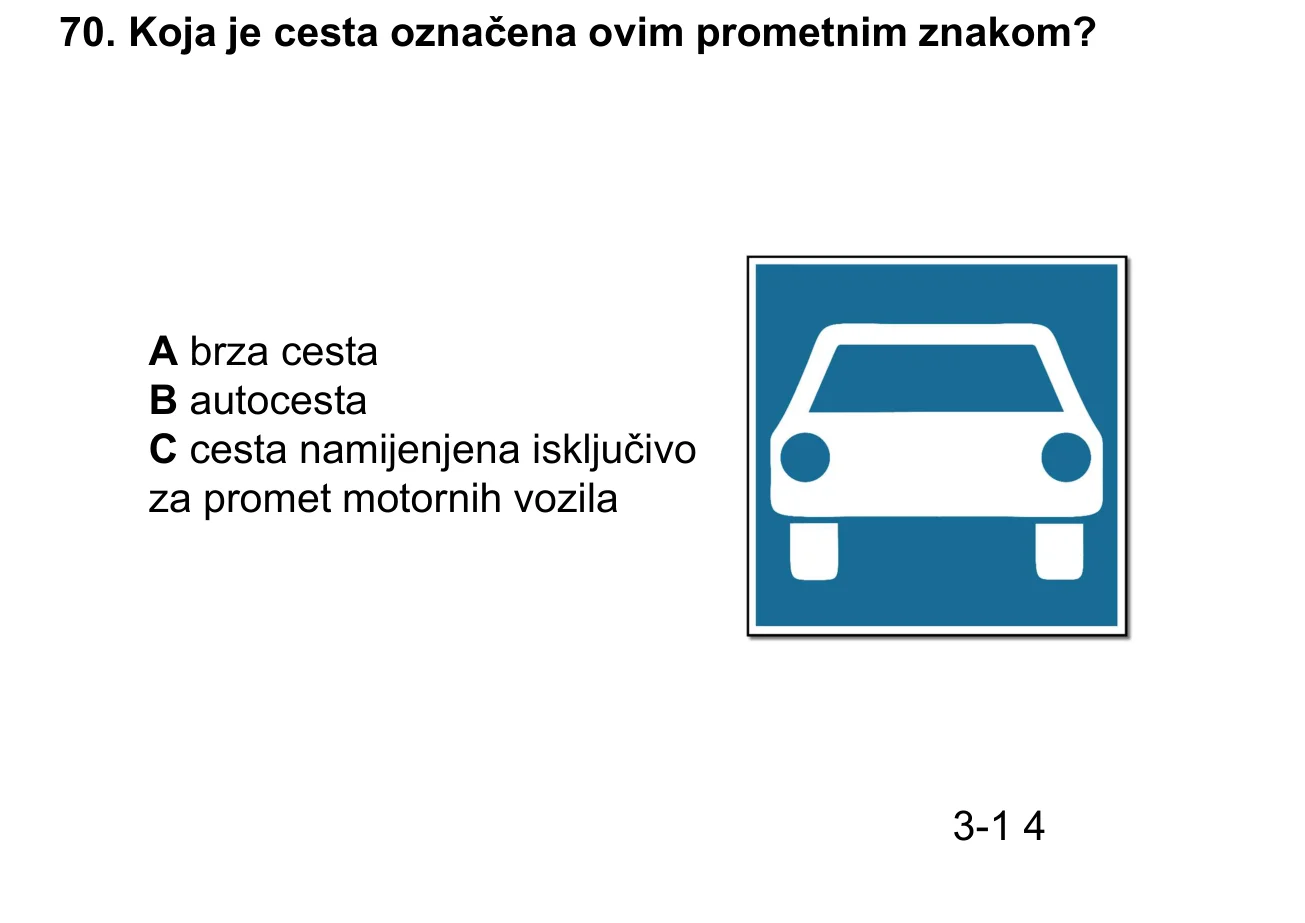 70. Koja je cesta označena ovim prometnim znakom?
A brza cesta
B autocesta
C cesta namijenjena isključivo
za promet motornih vozila
3-1 4